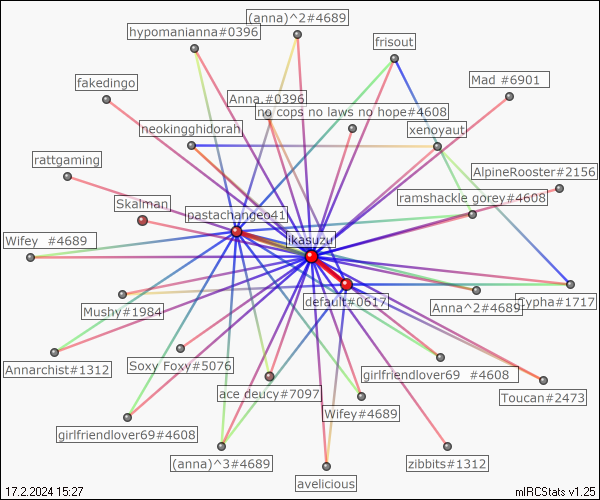 (anna)^2#4689
hypomanianna#0396
frisout
Mad #6901
fakedingo
Anna.#0396
no cops no laws no hope#4608
neokingghidorah
xenoyaut
rattgaming
AlpineRooster#2156
ramshackle gorey#4608
Skalman
pastachangeo41
Wifey #4689
ikasuzu
default#0617
Anna^2#4689
Cypha#1717
Mushy#1984
Annarchist#1312
Soxy Foxy#5076
girlfriendlover69 #4608
ace deucy#7097
Toucan#2473
Wifey#4689
girlfriendlover69#4608
(anna)^3#4689
zibbits#1312
avelicious
17.2.2024 15:27
mIRCStats v1.25